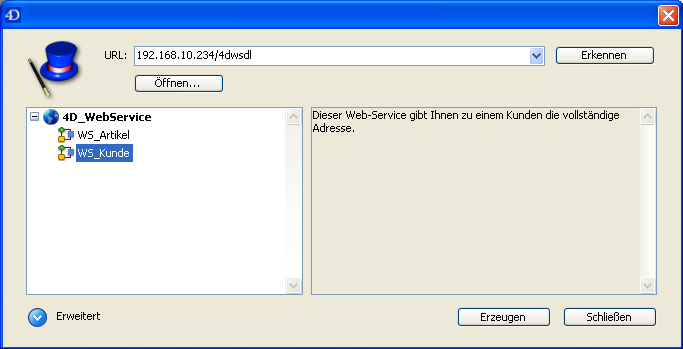 4D
URL: 192.168.10.234/4dwsdl Erkennen
Öffnen...
4D_WebService
WS_Artikel
WS_Kunde
Dieser Web-Service gibt Ihnen zu einem Kunden die vollständige
Adresse.
Erweitert Erzeugen Schließen